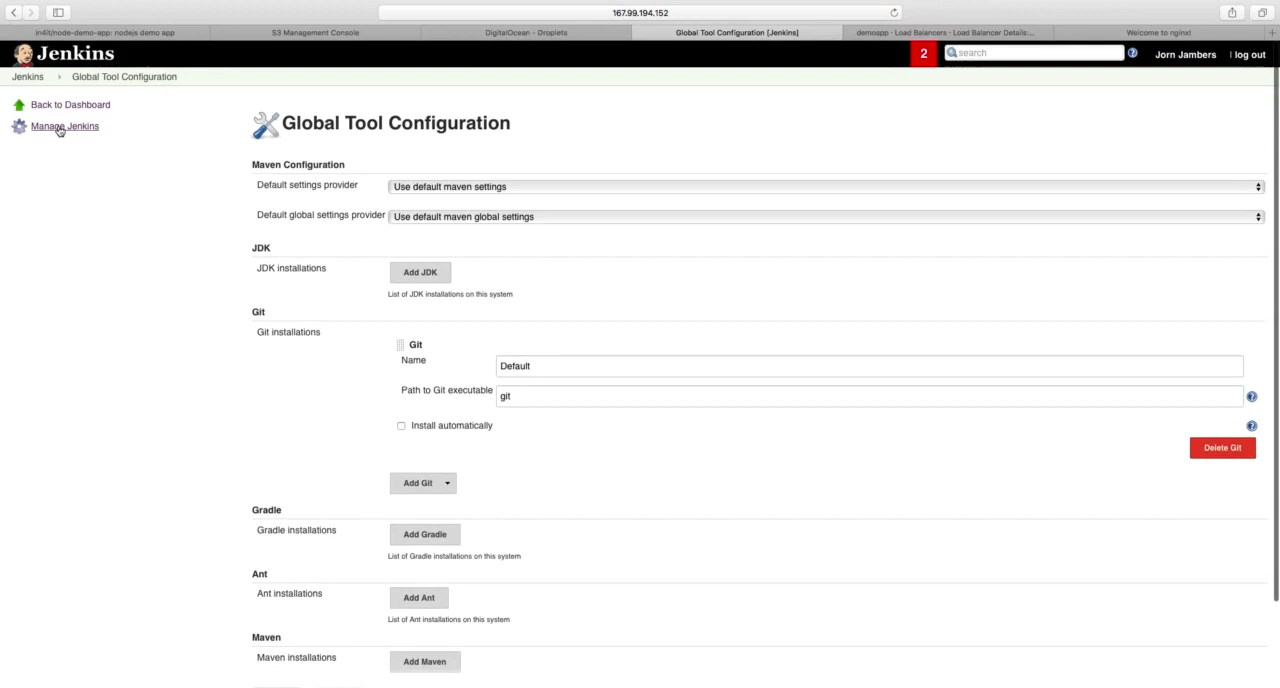 167.99.194.152
in4it/node-demo-app: nodejs demo app
S3 Management Console
DigitalOcean - Droplets
Global Tool Configuration [Jenkins]
demoapp · Load Balancers · Load Balancer Details:...
Welcome to nginx!
Jenkins
2
search
Jorn Jambers
| log out
Jenkins
Global Tool Configuration
Back to Dashboard
Manage Jenkins
Global Tool Configuration
Maven Configuration
Default settings provider
Use default maven settings
Default global settings provider
Use default maven global settings
JDK
JDK installations
Add JDK
List of JDK installations on this system
Git
Git installations
Git
Name
Default
Path to Git executable
git
Install automatically
Delete Git
Add Git
Gradle
Gradle installations
Add Gradle
List of Gradle installations on this system
Ant
Ant installations
Add Ant
List of Ant installations on this system
Maven
Maven installations
Add Maven